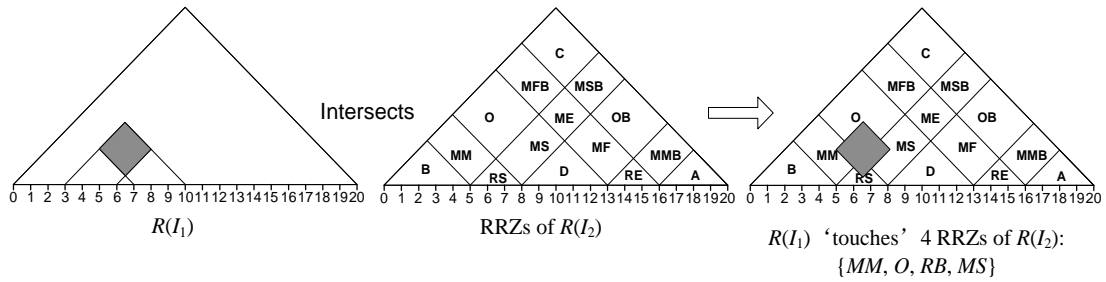 C C
MFB MSB MFB MSB
Intersects
O ME OB O ME OB
MS MF MS MF
MM MMB MM MMB
B D B D
RS RE A RS RE A
0 1 2 3 4 5 6 7 8 9 10 11 12 13 14 15 16 17 18 19 20
0 1 2 3 4 5 6 7 8 9 10 11 12 13 14 15 16 17 18 19 20
0 1 2 3 4 5 6 7 8 9 10 11 12 13 14 15 16 17 18 19 20
R(I₁)
RRZs of R(I₂)
R(I₁) ‘touches’ 4 RRZs of R(I₂):
{MM, O, RB, MS}